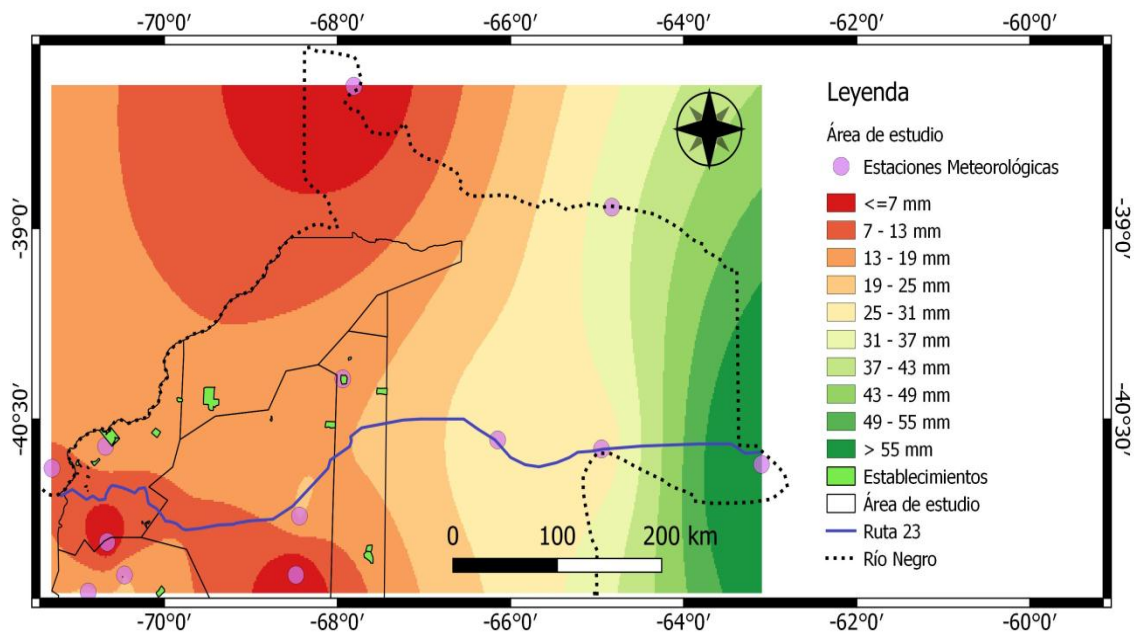 -70°0' -68°0' -66°0' -64°0' -62°0' -60°0'
Leyenda
Área de estudio
Estaciones Meteorológicas
<=7 mm
7 - 13 mm
13 - 19 mm
19 - 25 mm
25 - 31 mm
31 - 37 mm
37 - 43 mm
43 - 49 mm
49 - 55 mm
> 55 mm
Establecimientos
Área de estudio
Ruta 23
Río Negro
-39°0' -39°0'
-40°30' -40°30'
0 100 200 km
-70°0' -68°0' -66°0' -64°0' -62°0' -60°0'